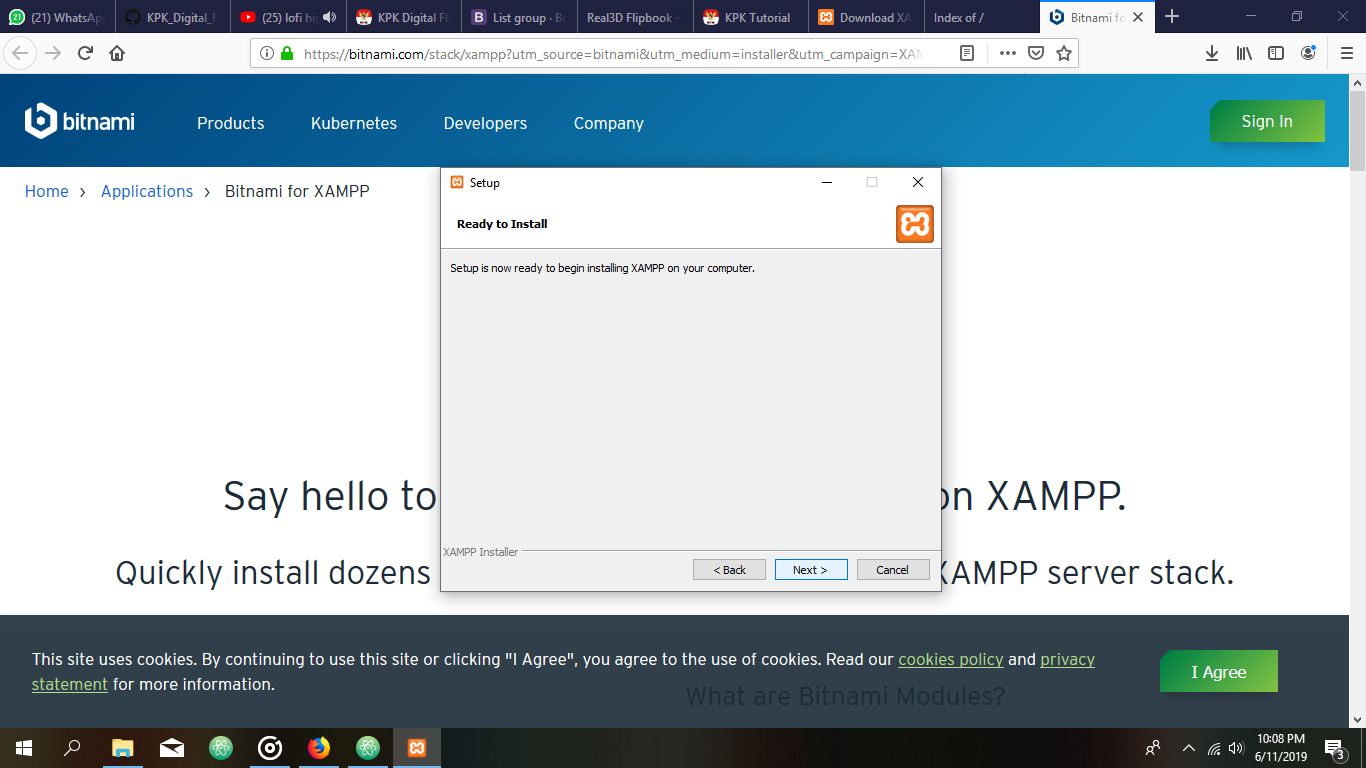 (21) WhatsAp
KPK_Digital_F
(25) lofi hi
KPK Digital Fl
List group · Bo
Real3D Flipbook -
KPK Tutorial
Download XA
Index of /
Bitnami fo
https://bitnami.com/stack/xampp?utm_source=bitnami&utm_medium=installer&utm_campaign=XAM
bitnami
Products
Kubernetes
Developers
Company
Sign In
Home > Applications > Bitnami for XAMPP
Setup
Ready to Install
Setup is now ready to begin installing XAMPP on your computer.
Say hello to
on XAMPP.
XAMPP Installer
< Back
Next >
Cancel
Quickly install dozens
XAMPP server stack.
This site uses cookies. By continuing to use this site or clicking "I Agree", you agree to the use of cookies. Read our cookies policy and privacy
statement for more information.
I Agree
What are Bitnami Modules?
10:08 PM
6/11/2019
3